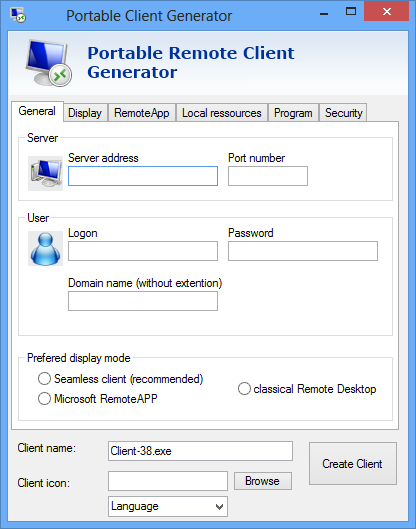 Portable Client Generator
Portable Remote Client
Generator
General Display RemoteApp Local ressources Program Security
Server
Server address Port number
User
Logon Password
Domain name (without extention)
Prefered display mode
Seamless client (recommended)
classical Remote Desktop
Microsoft RemoteAPP
Client name: Client-38.exe
Create Client
Client icon: Browse
Language